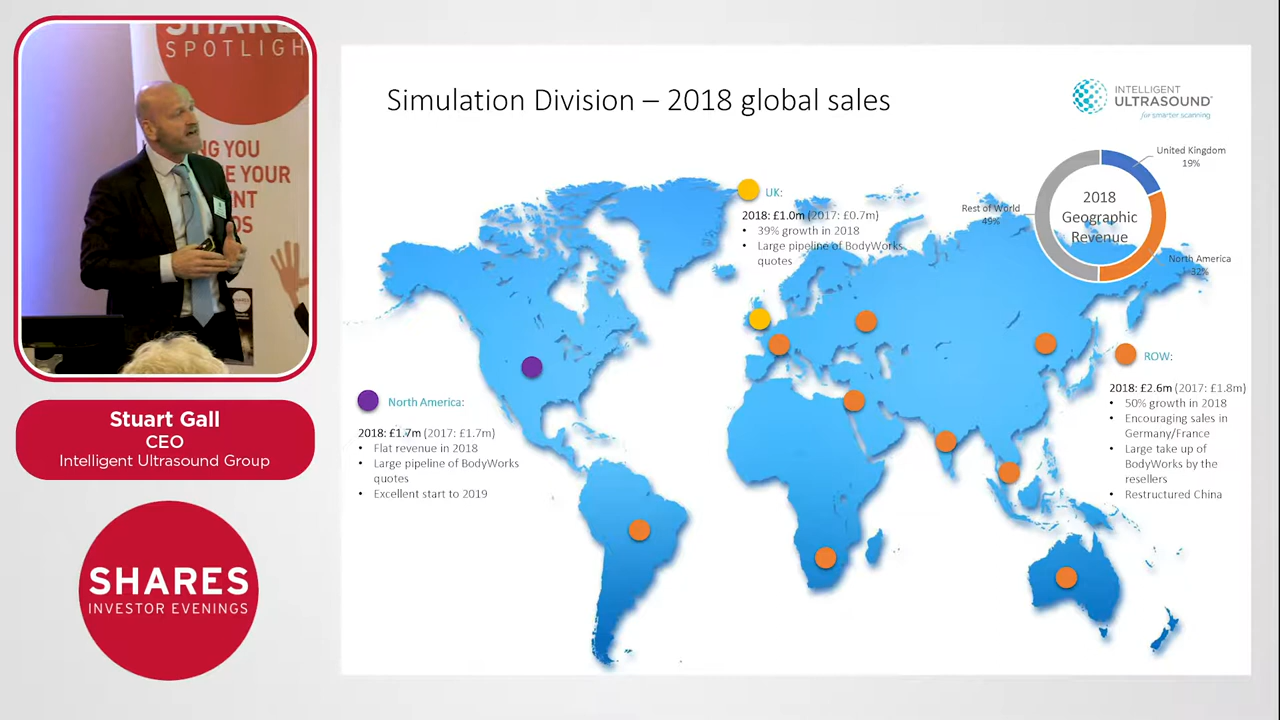 SHARES
SPOTLIGH
NG YOU
E YOUR
NT
DS
Stuart Gall
CEO
Intelligent Ultrasound Group
SHARES
INVESTOR EVENINGS
Simulation Division – 2018 global sales
INTELLIGENT
ULTRASOUND™
for smarter scanning
United Kingdom
19%
2018
Geographic
Revenue
Rest of World
49%
North America
32%
UK:
2018: £1.0m (2017: £0.7m)
• 39% growth in 2018
• Large pipeline of BodyWorks
quotes
North America:
2018: £1.7m (2017: £1.7m)
• Flat revenue in 2018
• Large pipeline of BodyWorks
quotes
• Excellent start to 2019
ROW:
2018: £2.6m (2017: £1.8m)
• 50% growth in 2018
• Encouraging sales in
Germany/France
• Large take up of
BodyWorks by the
resellers
• Restructured China